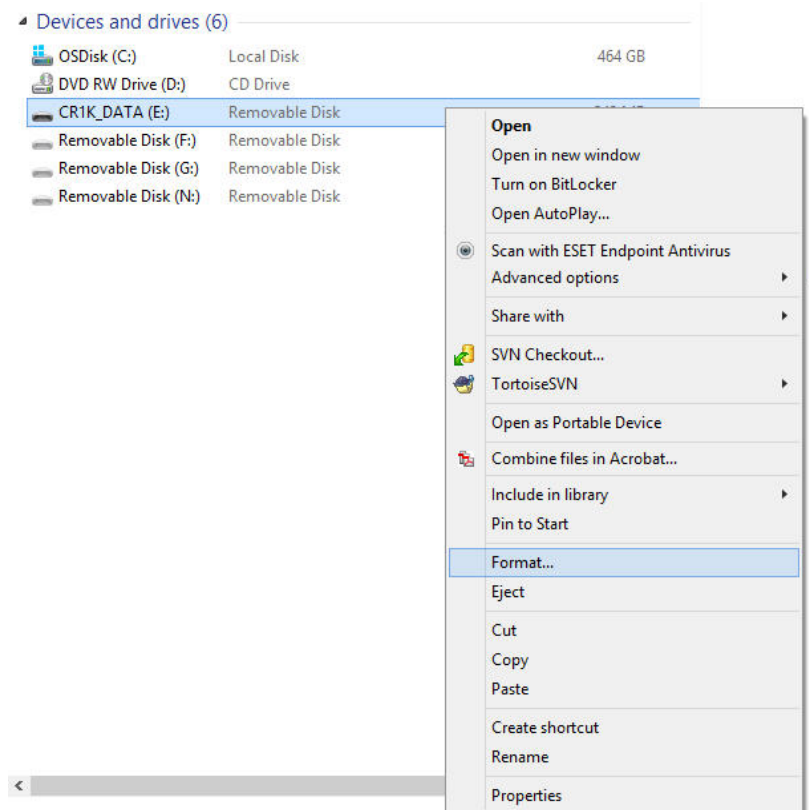 Devices and drives (6)
OSDisk (C:) Local Disk 464 GB
DVD RW Drive (D:) CD Drive
CR1K_DATA (E:) Removable Disk
Removable Disk (F:) Removable Disk
Removable Disk (G:) Removable Disk
Removable Disk (N:) Removable Disk
Open
Open in new window
Turn on BitLocker
Open AutoPlay...
Scan with ESET Endpoint Antivirus
Advanced options
Share with
SVN Checkout...
TortoiseSVN
Open as Portable Device
Combine files in Acrobat...
Include in library
Pin to Start
Format...
Eject
Cut
Copy
Paste
Create shortcut
Rename
Properties